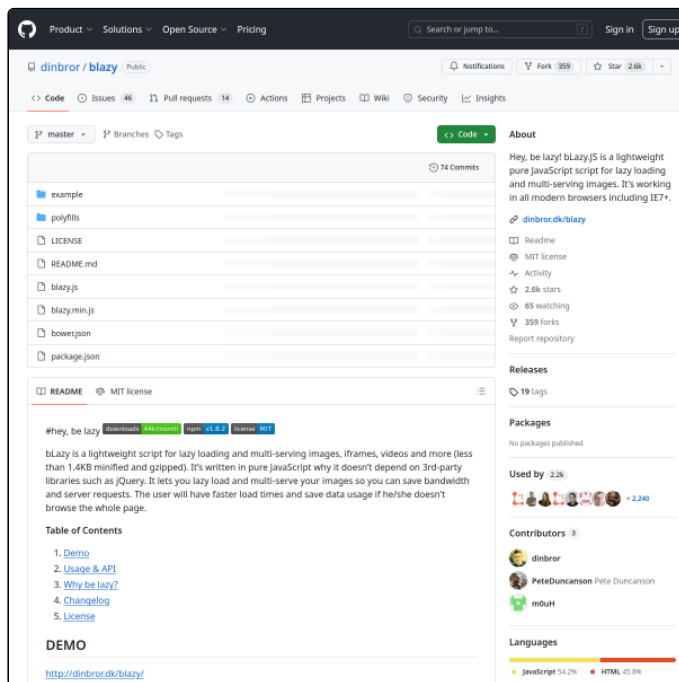 Product Solutions Open Source Pricing Search or jump to... / Sign in Sign up
dinbror / blazy Public Notifications Fork 359 Star 2.6k
Code Issues 46 Pull requests 14 Actions Projects Wiki Security Insights
master Branches Tags Code
74 Commits
example
polyfills
LICENSE
README.md
blazy.js
blazy.min.js
bower.json
package.json
README MIT license
#hey, be lazy downloads 44k/month npm v1.8.2 license MIT
bLazy is a lightweight script for lazy loading and multi-serving images, iframes, videos and more (less
than 1.4KB minified and gzipped). It's written in pure JavaScript why it doesn't depend on 3rd-party
libraries such as jQuery. It lets you lazy load and multi-serve your images so you can save bandwidth
and server requests. The user will have faster load times and save data usage if he/she doesn't
browse the whole page.
Table of Contents
1. Demo
2. Usage & API
3. Why be lazy?
4. Changelog
5. License
DEMO
http://dinbror.dk/blazy/
About
Hey, be lazy! bLazy.JS is a lightweight
pure JavaScript script for lazy loading
and multi-serving images. It's working
in all modern browsers including IE7+.
dinbror.dk/blazy
Readme
MIT license
Activity
2.6k stars
65 watching
359 forks
Report repository
Releases
19 tags
Packages
No packages published
Used by 2.2k
+ 2,240
Contributors 3
dinbror
PeteDuncanson Pete Duncanson
m0uH
Languages
JavaScript 54.2% HTML 45.8%